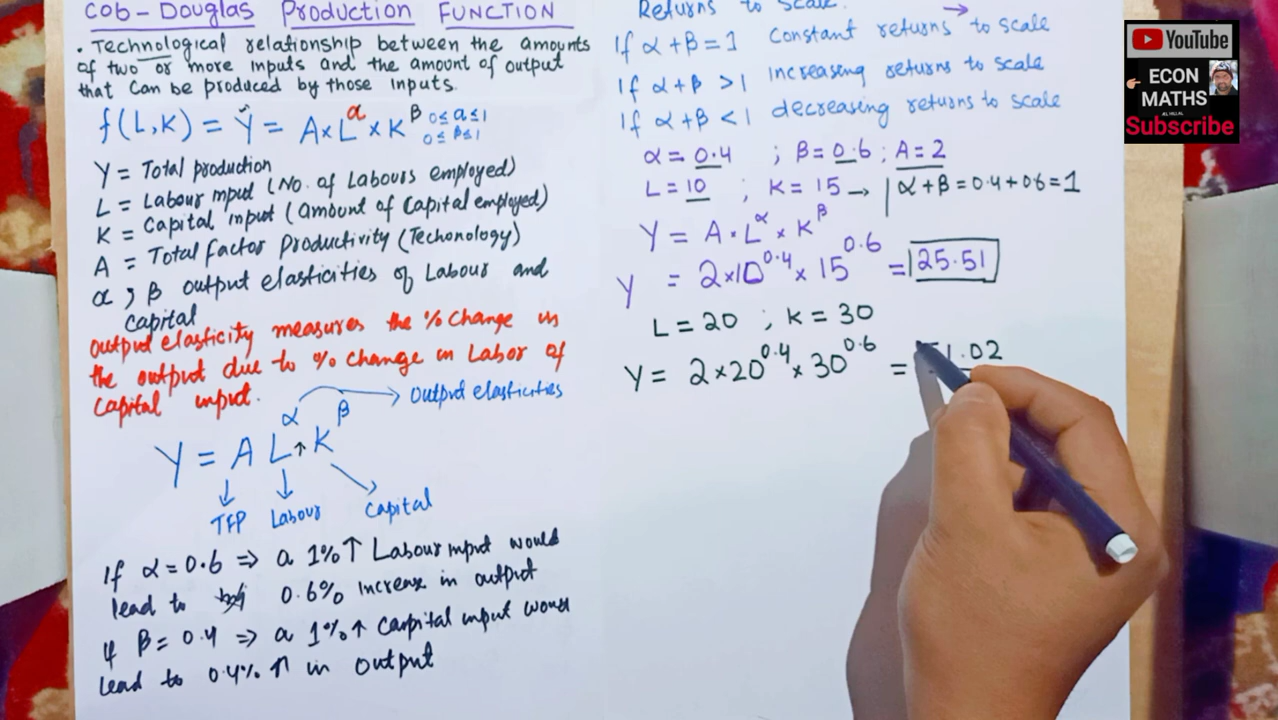 Cob-Douglas Production FUNCTION
. Technological relationship between the amounts
of two or more inputs and the amount of output
that can be produced by those inputs.
f(L,K) = Y = A×L^α × K^β 0≤α≤1
0≤β≤1
Y = Total production
L = Labour input (No. of Labours employed)
K = Capital input (amount of Capital employed)
A = Total Factor Productivity (Techonology)
α, β output elasticities of Labour and
Capital
Output elasticity measures the % change in
the output due to % change in Labor of
Capital input.
α β → Output elasticities
Y = A L↑ K
TFP Labour Capital
If α = 0.6 ⇒ a 1% ↑ Labour input would
lead to 0.6% Increase in output
If β = 0.4 ⇒ a 1% ↑ Carpital input would
lead to 0.4% ↑ in output
Returns to Scale. →
If α+β=1 Constant returns to scale
If α+β >1 increasing returns to scale
If α+β <1 decreasing returns to scale
α = 0.4 ; β = 0.6 ; A = 2
L = 10 ; K = 15 → | α+β = 0.4+06=1
Y = A.L^α × K^β
Y = 2×10^0.4 × 15^0.6 = 25.51
L = 20 ; K = 30
Y = 2×20^0.4 × 30^0.6 = 1.02
YouTube
ECON
MATHS
Subscribe